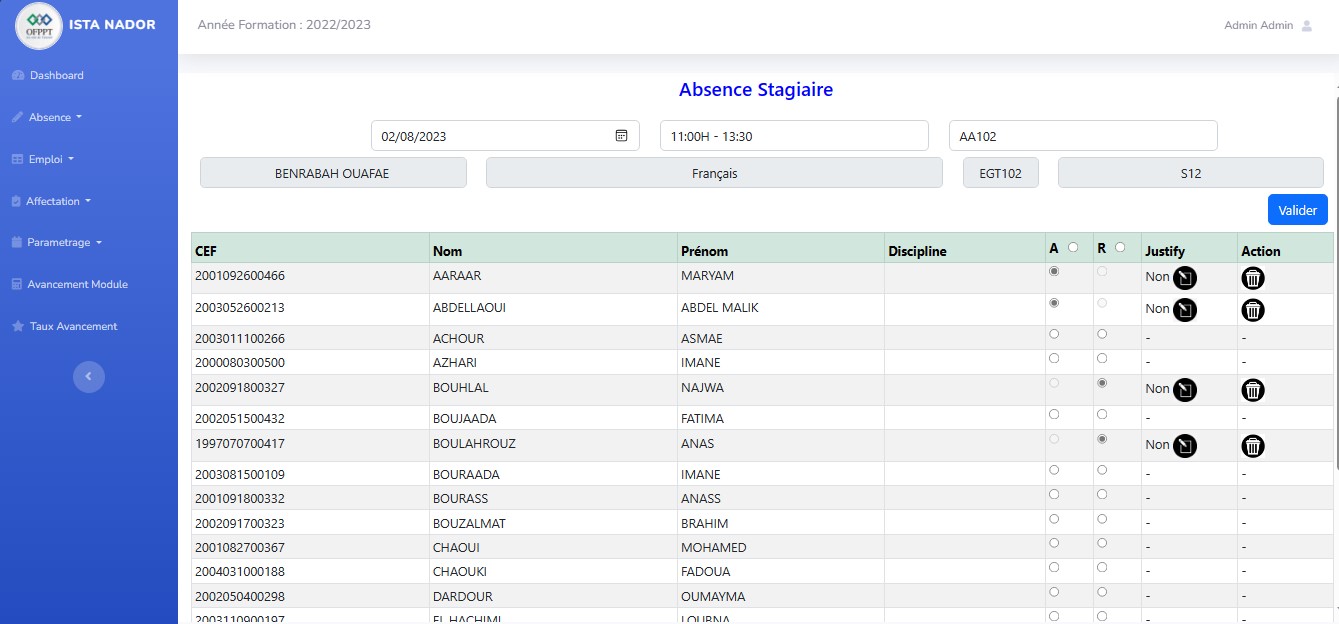 OFPPT
ISTA NADOR
Année Formation : 2022/2023
Admin Admin
Dashboard
Absence
Emploi
Affectation
Parametrage
Avancement Module
Taux Avancement
Absence Stagiaire
02/08/2023 11:00H - 13:30 AA102
BENRABAH OUAFAE Français EGT102 S12
Valider
CEF Nom Prénom Discipline A R Justify Action
2001092600466 AARAAR MARYAM Non
2003052600213 ABDELLAOUI ABDEL MALIK Non
2003011100266 ACHOUR ASMAE - -
2000080300500 AZHARI IMANE - -
2002091800327 BOUHLAL NAJWA Non
2002051500432 BOUJAADA FATIMA - -
1997070700417 BOULAHROUZ ANAS Non
2003081500109 BOURAADA IMANE - -
2001091800332 BOURASS ANASS - -
2002091700323 BOUZALMAT BRAHIM - -
2001082700367 CHAOUI MOHAMED - -
2004031000188 CHAOUKI FADOUA - -
2002050400298 DARDOUR OUMAYMA - -
2003110900197 EL HACHIMI LOUBNA - -